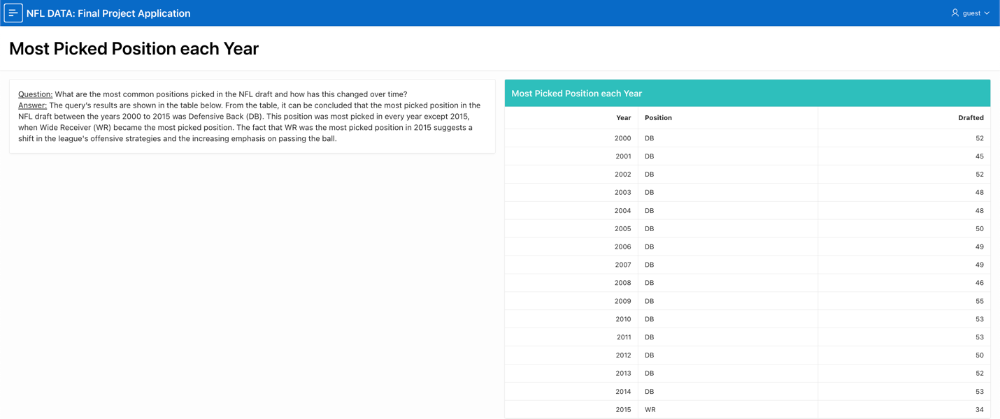 NFL DATA: Final Project Application
guest
Most Picked Position each Year
Question: What are the most common positions picked in the NFL draft and how has this changed over time?
Answer: The query's results are shown in the table below. From the table, it can be concluded that the most picked position in the
NFL draft between the years 2000 to 2015 was Defensive Back (DB). This position was most picked in every year except 2015,
when Wide Receiver (WR) became the most picked position. The fact that WR was the most picked position in 2015 suggests a
shift in the league's offensive strategies and the increasing emphasis on passing the ball.
Most Picked Position each Year
Year Position Drafted
2000 DB 52
2001 DB 45
2002 DB 52
2003 DB 48
2004 DB 48
2005 DB 50
2006 DB 49
2007 DB 49
2008 DB 46
2009 DB 55
2010 DB 53
2011 DB 53
2012 DB 50
2013 DB 52
2014 DB 53
2015 WR 34